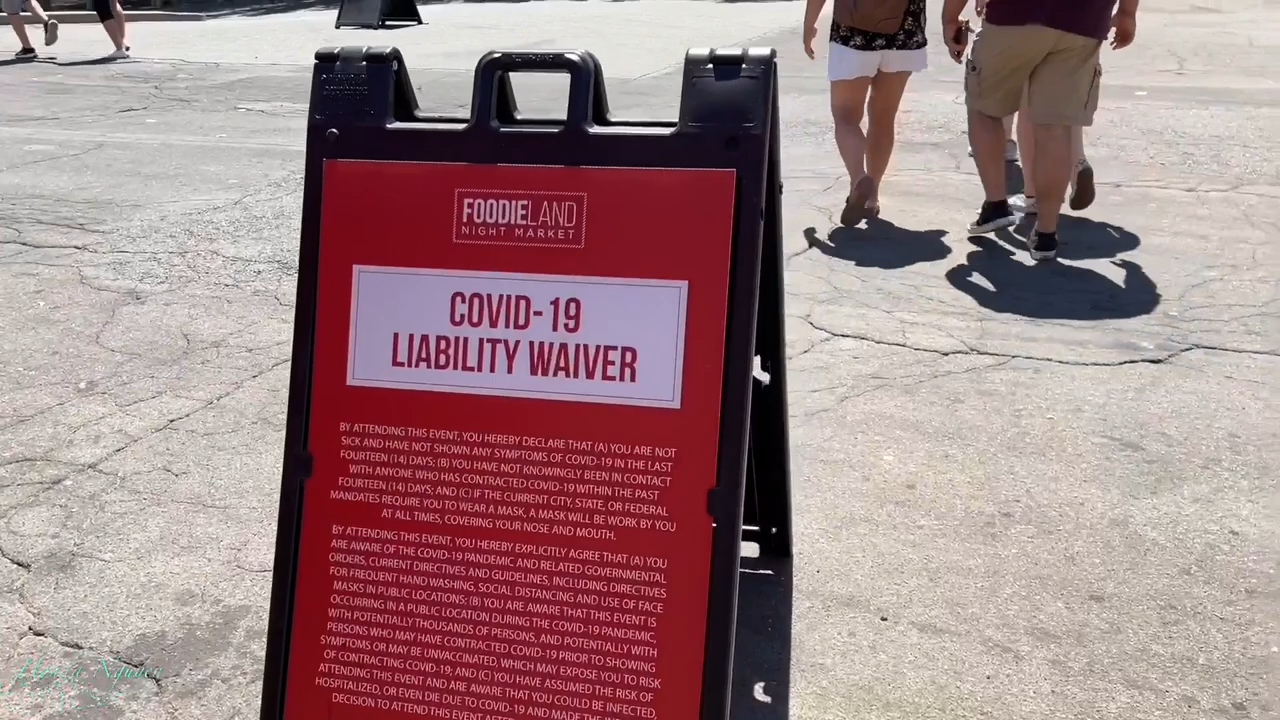 FOODIELAND
NIGHT MARKET
COVID-19
LIABILITY WAIVER
BY ATTENDING THIS EVENT, YOU HEREBY DECLARE THAT (A) YOU ARE NOT
SICK AND HAVE NOT SHOWN ANY SYMPTOMS OF COVID-19 IN THE LAST
FOURTEEN (14) DAYS; (B) YOU HAVE NOT KNOWINGLY BEEN IN CONTACT
WITH ANYONE WHO HAS CONTRACTED COVID-19 WITHIN THE PAST
FOURTEEN (14) DAYS; AND (C) IF THE CURRENT CITY, STATE, OR FEDERAL
MANDATES REQUIRE YOU TO WEAR A MASK, A MASK WILL BE WORK BY YOU
AT ALL TIMES, COVERING YOUR NOSE AND MOUTH.
BY ATTENDING THIS EVENT, YOU HEREBY EXPLICITLY AGREE THAT (A) YOU
ARE AWARE OF THE COVID-19 PANDEMIC AND RELATED GOVERNMENTAL
ORDERS, CURRENT DIRECTIVES AND GUIDELINES, INCLUDING DIRECTIVES
FOR FREQUENT HAND WASHING, SOCIAL DISTANCING AND USE OF FACE
MASKS IN PUBLIC LOCATIONS; (B) YOU ARE AWARE THAT THIS EVENT IS
OCCURRING IN A PUBLIC LOCATION DURING THE COVID-19 PANDEMIC,
WITH POTENTIALLY THOUSANDS OF PERSONS, AND POTENTIALLY WITH
PERSONS WHO MAY HAVE CONTRACTED COVID-19 PRIOR TO SHOWING
SYMPTOMS OR MAY BE UNVACCINATED, WHICH MAY EXPOSE YOU TO RISK
OF CONTRACTING COVID-19; AND (C) YOU HAVE ASSUMED THE RISK OF
ATTENDING THIS EVENT AND ARE AWARE THAT YOU COULD BE INFECTED,
HOSPITALIZED, OR EVEN DIE DUE TO COVID-19 AND MADE THE
DECISION TO ATTEND THIS EVENT
Nguyen